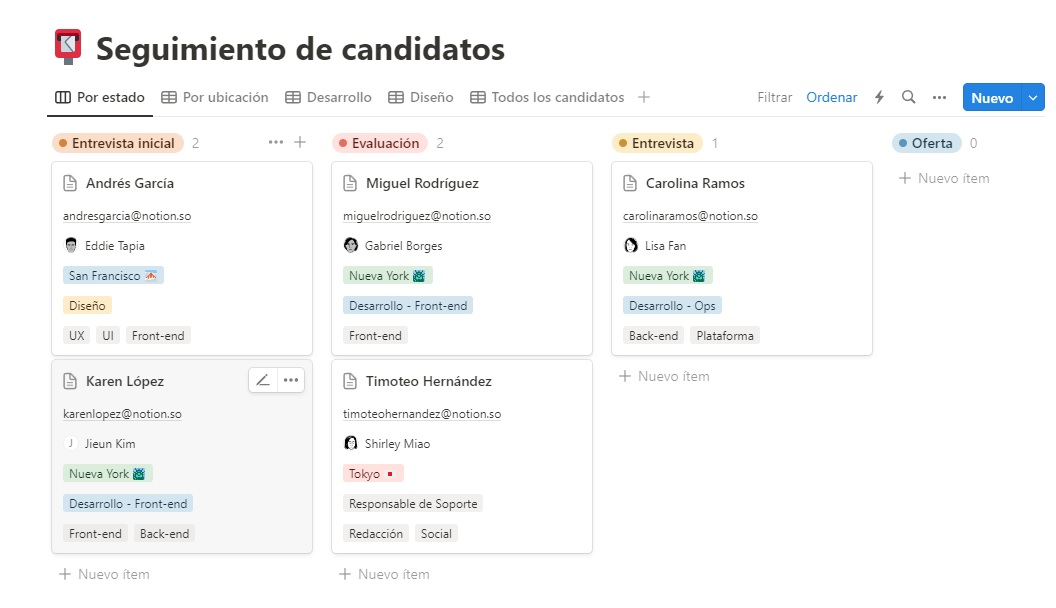 Seguimiento de candidatos
Por estado Por ubicación Desarrollo Diseño Todos los candidatos Filtrar Ordenar Nuevo
Entrevista inicial 2
Andrés García
andresgarcia@notion.so
Eddie Tapia
San Francisco
Diseño
UX UI Front-end
Karen López
karenlopez@notion.so
J Jieun Kim
Nueva York
Desarrollo - Front-end
Front-end Back-end
Nuevo ítem
Evaluación 2
Miguel Rodríguez
miguelrodriguez@notion.so
Gabriel Borges
Nueva York
Desarrollo - Front-end
Front-end
Timoteo Hernández
timoteohernandez@notion.so
Shirley Miao
Tokyo
Responsable de Soporte
Redacción Social
Nuevo ítem
Entrevista 1
Carolina Ramos
carolinaramos@notion.so
Lisa Fan
Nueva York
Desarrollo - Ops
Back-end Plataforma
Nuevo ítem
Oferta 0
Nuevo ítem